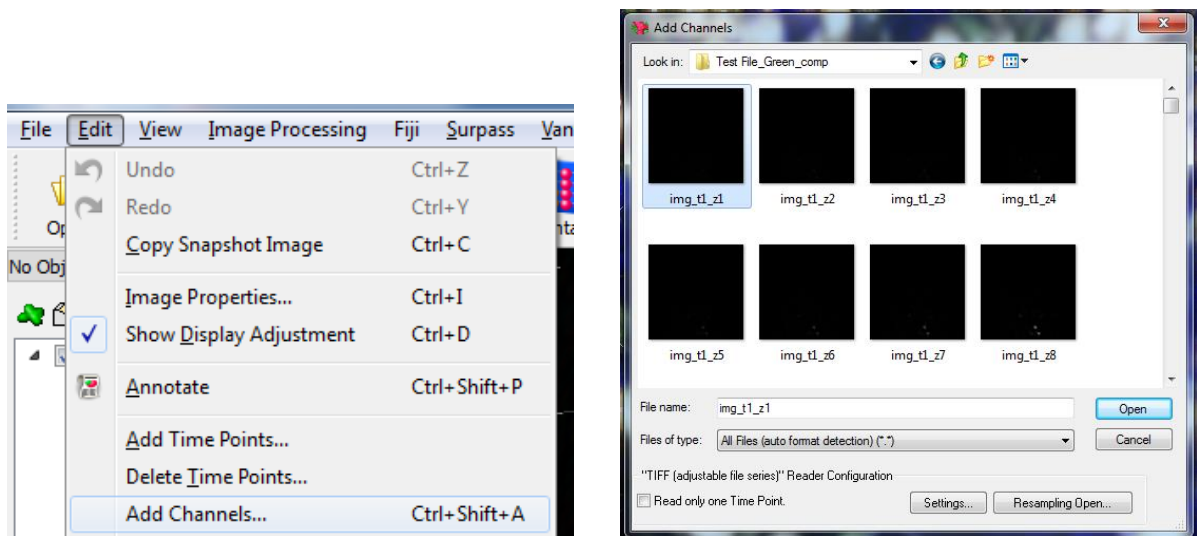 File Edit View Image Processing Fiji Surpass Van
Undo Ctrl+Z
Redo Ctrl+Y
Copy Snapshot Image Ctrl+C
No Obj
Image Properties... Ctrl+I
Show Display Adjustment Ctrl+D
Annotate Ctrl+Shift+P
Add Time Points...
Delete Time Points...
Add Channels... Ctrl+Shift+A
Add Channels
Look in: Test File_Green_comp
img_t1_z1 img_t1_z2 img_t1_z3 img_t1_z4
img_t1_z5 img_t1_z6 img_t1_z7 img_t1_z8
File name: img_t1_z1 Open
Files of type: All Files (auto format detection) (*.*) Cancel
"TIFF (adjustable file series)" Reader Configuration
Read only one Time Point. Settings... Resampling Open...